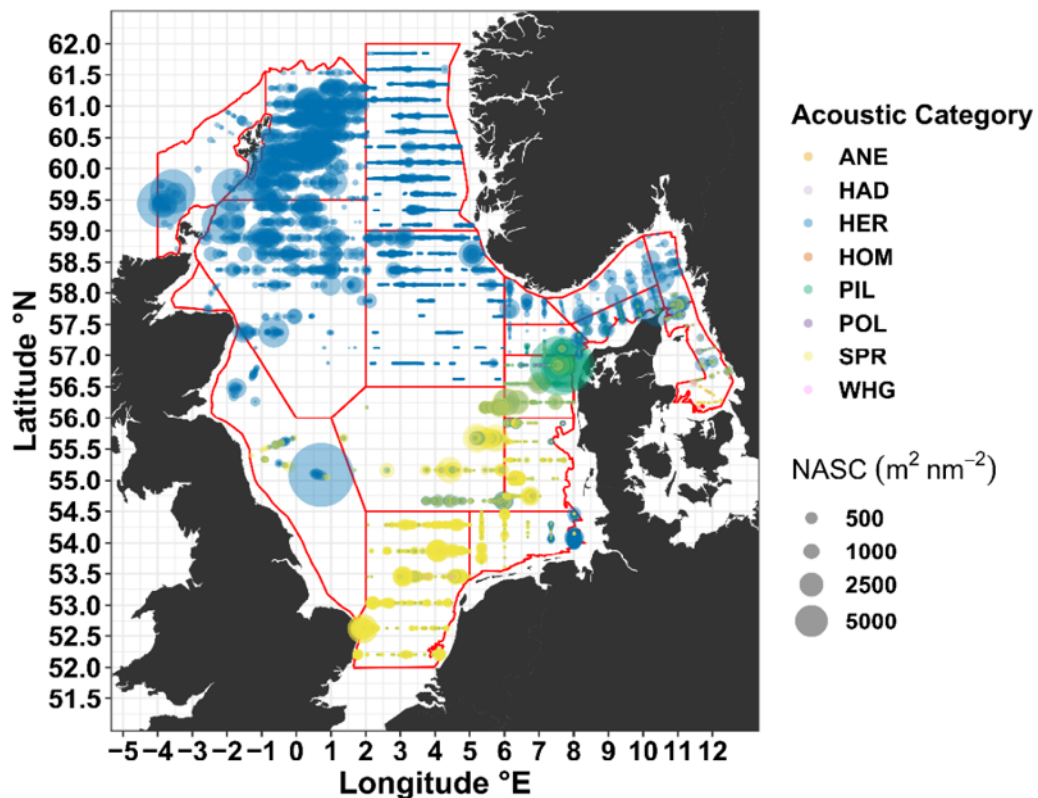 62.0
61.5
61.0
60.5
60.0
59.5
59.0
58.5
58.0
57.5
57.0
56.5
56.0
55.5
55.0
54.5
54.0
53.5
53.0
52.5
52.0
51.5
Latitude °N
−5 −4 −3 −2 −1 0 1 2 3 4 5 6 7 8 9 10 11 12
Longitude °E
Acoustic Category
ANE
HAD
HER
HOM
PIL
POL
SPR
WHG
NASC (m² nm⁻²)
500
1000
2500
5000